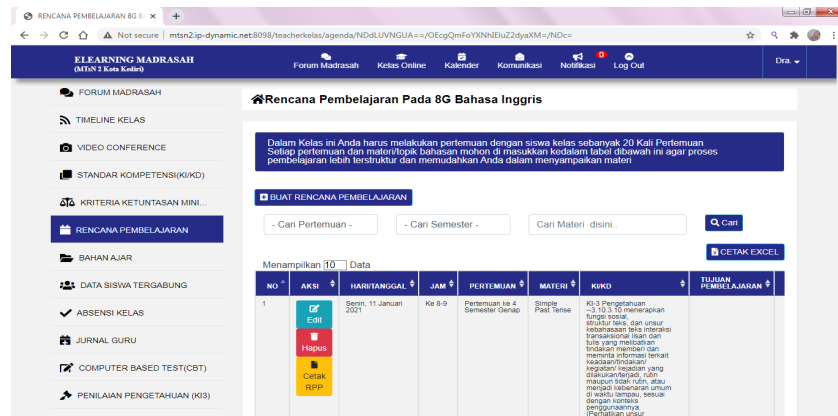 RENCANA PEMBELAJARAN 8G B
Not secure | mtsn2.ip-dynamic.net:8098/teacherkelas/agenda/NDdLUVNGUA==/OEcgQmFoYXNhIEluZ2dyaXM=/NDc=
ELEARNING MADRASAH
(MTsN 2 Kota Kediri)
Forum Madrasah Kelas Online Kalender Komunikasi Notifikasi 0 Log Out Dra.
FORUM MADRASAH
TIMELINE KELAS
VIDEO CONFERENCE
STANDAR KOMPETENSI(KI/KD)
KRITERIA KETUNTASAN MINI...
RENCANA PEMBELAJARAN
BAHAN AJAR
DATA SISWA TERGABUNG
ABSENSI KELAS
JURNAL GURU
COMPUTER BASED TEST(CBT)
PENILAIAN PENGETAHUAN (KI3)
Rencana Pembelajaran Pada 8G Bahasa Inggris
Dalam Kelas ini Anda harus melakukan pertemuan dengan siswa kelas sebanyak 20 Kali Pertemuan
Setiap pertemuan dan materi/topik bahasan mohon di masukkan kedalam tabel dibawah ini agar proses
pembelajaran lebih terstruktur dan memudahkan Anda dalam menyampaikan materi
BUAT RENCANA PEMBELAJARAN
- Cari Pertemuan - - Cari Semester - Cari Materi disini.. Cari
CETAK EXCEL
Menampilkan 10 Data
NO AKSI HARI/TANGGAL JAM PERTEMUAN MATERI KI/KD TUJUAN PEMBELAJARAN
1
Edit
Hapus
Cetak
RPP
Senin, 11 Januari
2021
Ke 8-9
Pertemuan ke 4
Semester Genap
Simple
Past Tense
KI-3 Pengetahuan
--3.10.3.10 menerapkan
fungsi sosial,
struktur teks, dan unsur
kebahasaan teks interaksi
transaksional lisan dan
tulis yang melibatkan
tindakan memberi dan
meminta informasi terkait
keadaan/tindakan/
kegiatan/ kejadian yang
dilakukan/terjadi, rutin
maupun tidak rutin, atau
menjadi kebenaran umum
di waktu lampau, sesuai
dengan konteks
penggunaannya.
(Perhatikan unsur